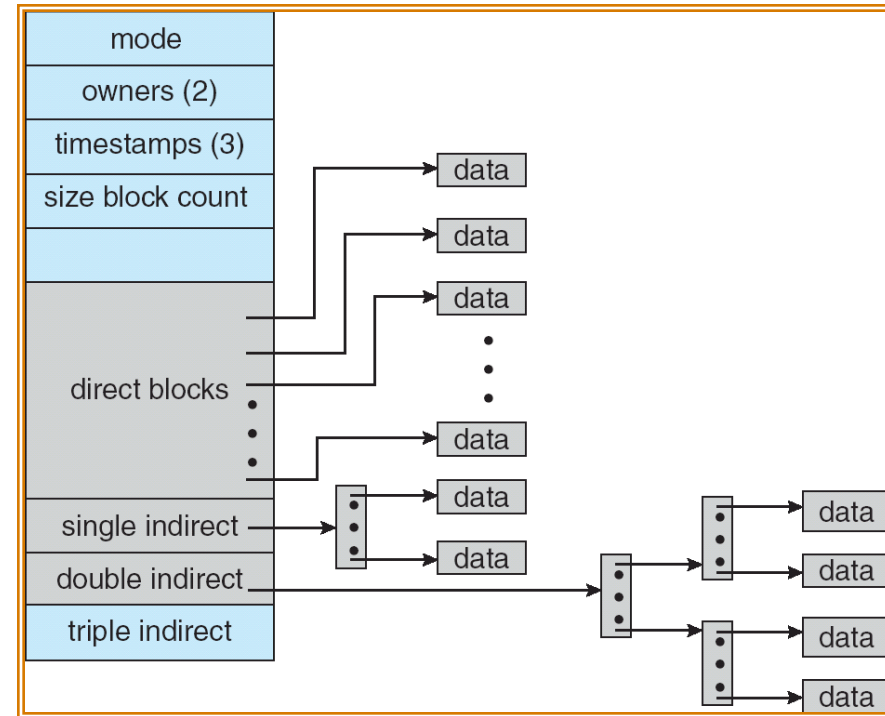 mode
owners (2)
timestamps (3)
size block count
direct blocks
single indirect
double indirect
triple indirect
data
data
data
data
data
data
data
data
data
data